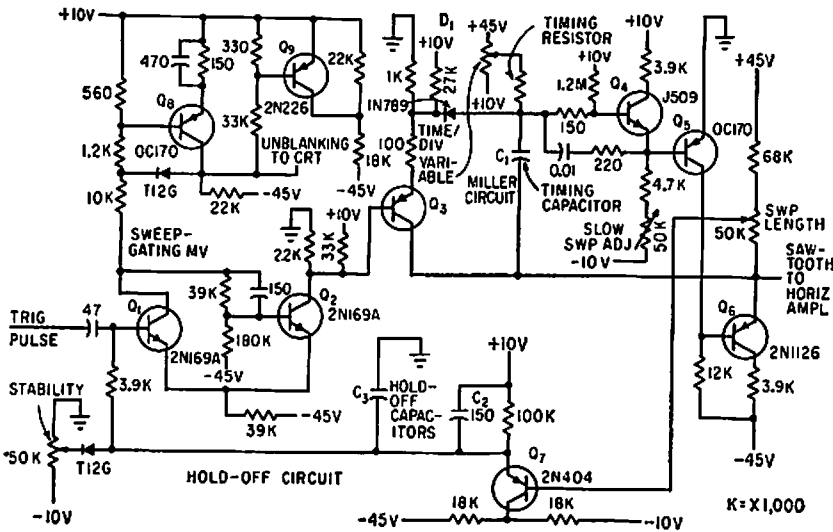 +10V
470
150
330
Q9
22K
2N226
560
Q8
OC170
33K
UNBLANKING
TO CRT
18K
-45V
1.2K
T12G
22K
-45V
10K
SWEEP-
GATING MV
D1
+45V
+10V
TIMING
RESISTOR
1K
27K
1N789
+10V
TIME/
DIV
VARIABLE
100
Q3
+10V
1.2M
Q4
3.9K
J509
150
0.01
220
C1
MILLER
CIRCUIT
TIMING
CAPACITOR
Q5
OC170
4.7K
SLOW
SWP ADJ
50K
-10V
+10V
+45V
68K
SWP
LENGTH
50K
SAW-
TOOTH
TO
HORIZ
AMPL
+10V
22K
33K
39K
150
Q2
2N169A
Q1
2N169A
180K
-45V
TRIG
PULSE
47
3.9K
39K
-45V
STABILITY
50K
T12G
-10V
HOLD-OFF CIRCUIT
C3
HOLD-
OFF
CAPAC-
ITORS
C2
150
+10V
100K
Q7
2N404
-45V
18K
18K
-10V
Q6
2N1126
12K
3.9K
-45V
K=X1,000